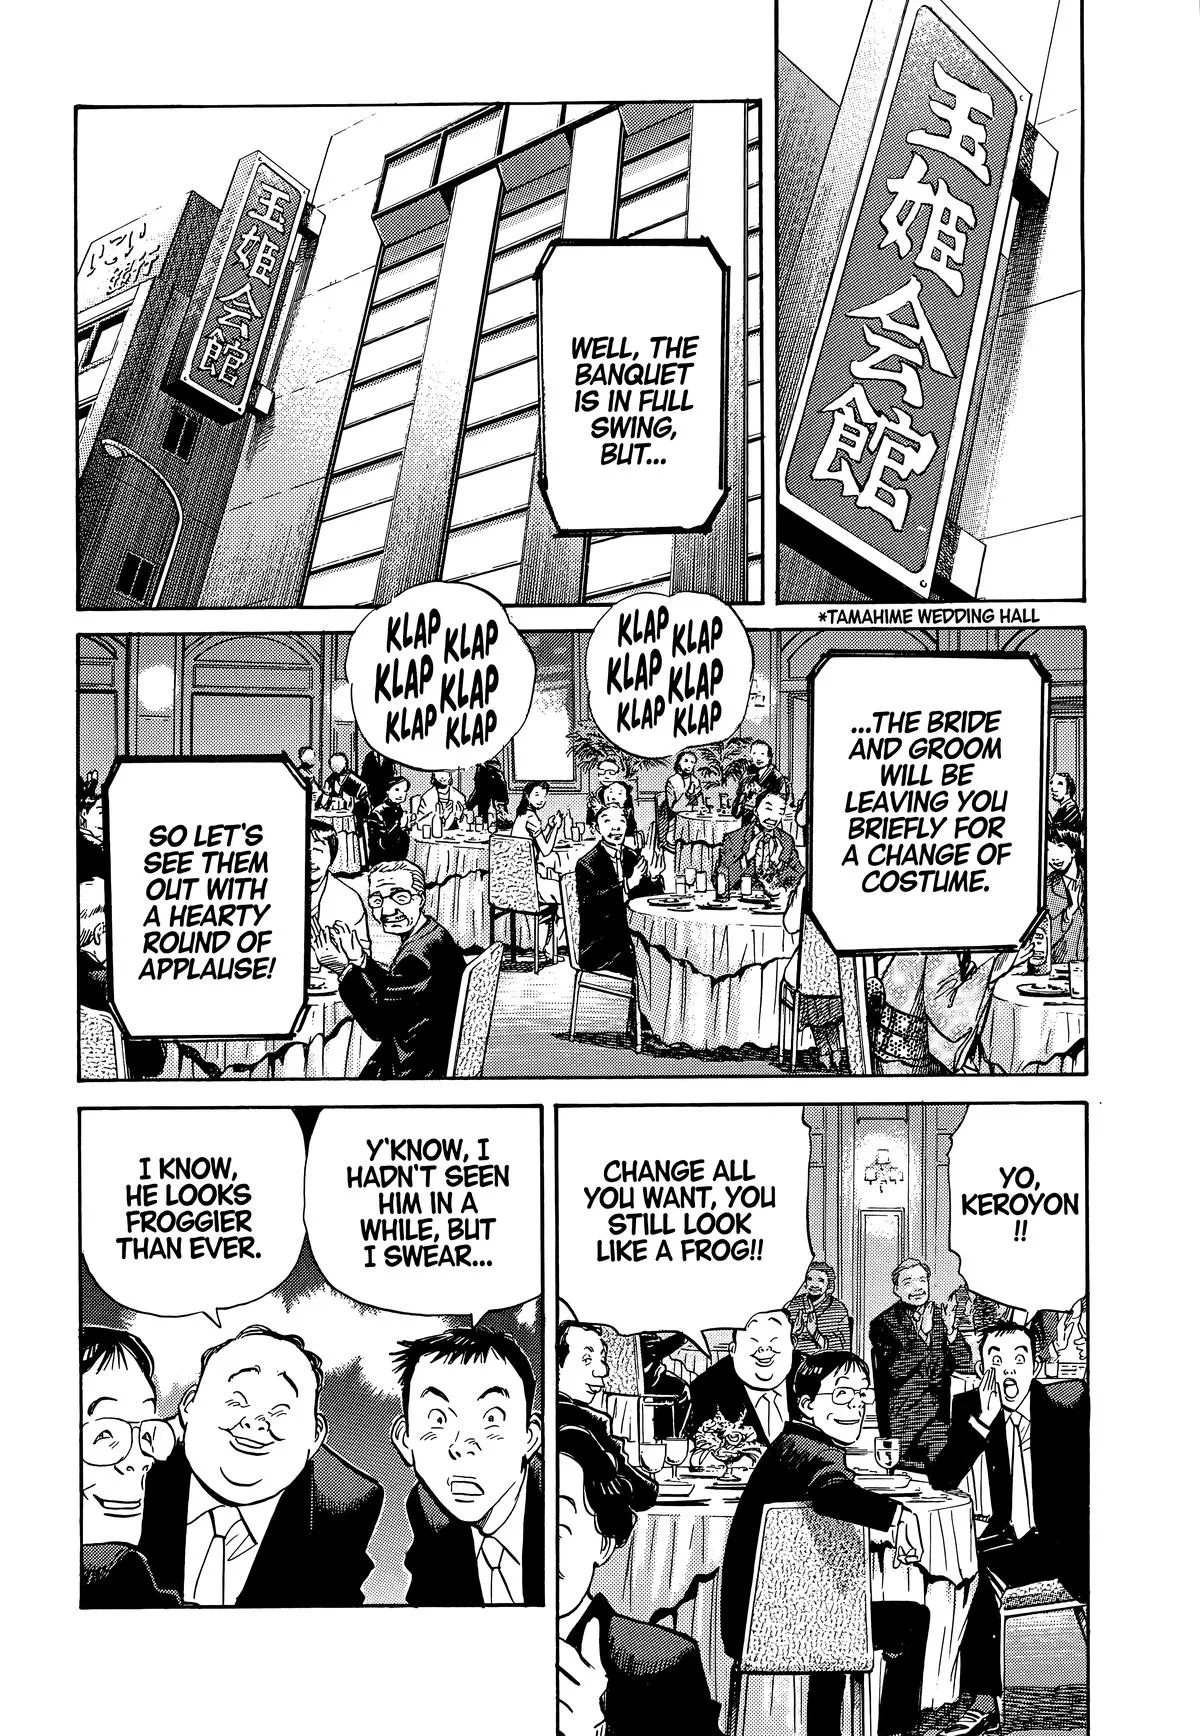 玉姫会館
*TAMAHIME WEDDING HALL
玉姫会館
銀行
WELL, THE
BANQUET
IS IN FULL
SWING,
BUT...
...THE BRIDE
AND GROOM
WILL BE
LEAVING YOU
BRIEFLY FOR
A CHANGE OF
COSTUME.
KLAP
KLAP
KLAP
KLAP
KLAP
KLAP
KLAP
KLAP
KLAP
KLAP
KLAP
KLAP
SO LET'S
SEE THEM
OUT WITH
A HEARTY
ROUND OF
APPLAUSE!
YO,
KEROYON
!!
CHANGE ALL
YOU WANT, YOU
STILL LOOK
LIKE A FROG!!
Y'KNOW, I
HADN'T SEEN
HIM IN A
WHILE, BUT
I SWEAR...
I KNOW,
HE LOOKS
FROGGIER
THAN EVER.